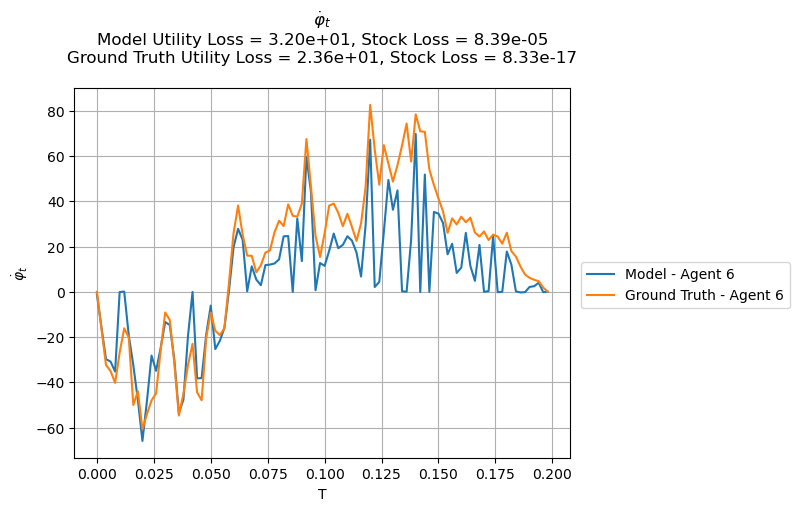 φ̇ₜ
Model Utility Loss = 3.20e+01, Stock Loss = 8.39e-05
Ground Truth Utility Loss = 2.36e+01, Stock Loss = 8.33e-17
80
60
40
20
0
−20
−40
−60
φ̇ₜ
0.000 0.025 0.050 0.075 0.100 0.125 0.150 0.175 0.200
T
Model - Agent 6
Ground Truth - Agent 6